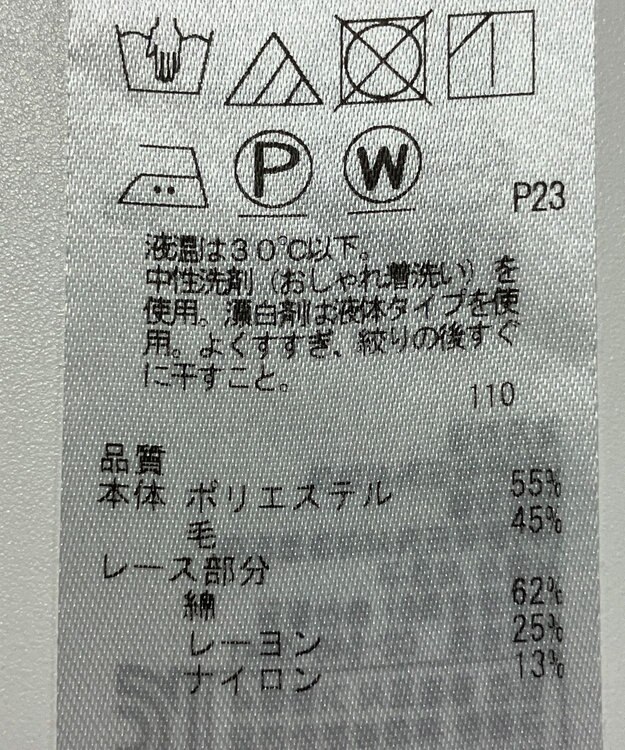 P W P23
液温は30℃以下。
中性洗剤（おしゃれ着洗い）を
使用。漂白剤は液体タイプを使
用。よくすすぎ、絞りの後すぐ
に干すこと。
110
品質
本体 ポリエステル 55%
毛 45%
レース部分
綿 62%
レーヨン 25%
ナイロン 13%